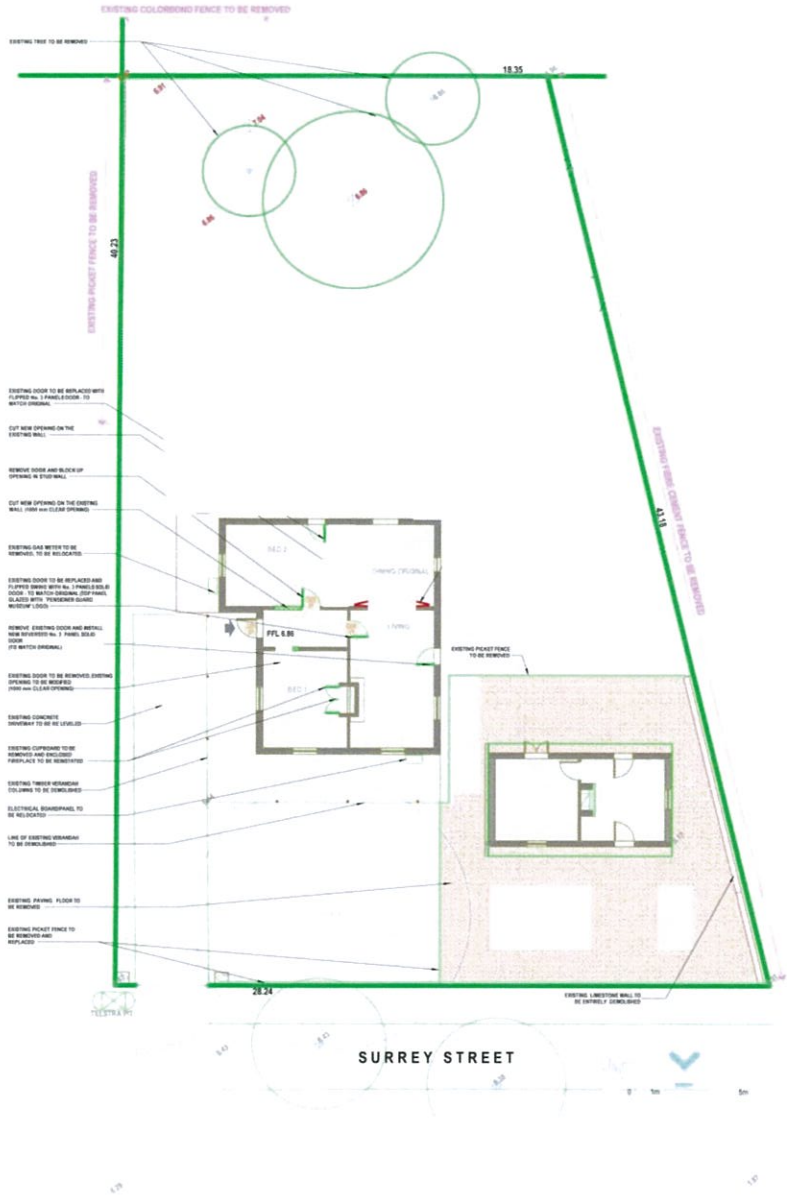 EXISTING COLORBOND FENCE TO BE REMOVED
EXISTING TREE TO BE REMOVED
18.35
6.91
7.04
6.96
EXISTING PICKET FENCE TO BE REMOVED
40.23
EXISTING DOOR TO BE REPLACED WITH
FLIPPED No. 3 PANELS DOOR - TO
MATCH ORIGINAL
CUT NEW OPENING ON THE
EXISTING WALL
REMOVE DOOR AND BLOCK UP
OPENING IN STUD WALL
CUT NEW OPENING ON THE EXISTING
WALL (1000 mm CLEAR OPENING)
EXISTING GAS METER TO BE
REMOVED, TO BE RELOCATED
EXISTING DOOR TO BE REPLACED AND
FLIPPED SWING WITH No. 3 PANELS SOLID
DOOR - TO MATCH ORIGINAL (TOP PANEL
GLAZED WITH "PENSIONER GUARD
MUSEUM" LOGO)
REMOVE EXISTING DOOR AND INSTALL
NEW REVERSED No. 3 PANEL SOLID
DOOR
(TO MATCH ORIGINAL)
EXISTING DOOR TO BE REMOVED, EXISTING
OPENING TO BE MODIFIED
(1000 mm CLEAR OPENING)
EXISTING CONCRETE
DRIVEWAY TO BE RE LEVELED
EXISTING CUPBOARD TO BE
REMOVED AND ENCLOSED
FIREPLACE TO BE REINSTATED
EXISTING TIMBER VERANDAH
COLUMNS TO BE DEMOLISHED
ELECTRICAL BOARD/PANEL TO
BE RELOCATED
LINE OF EXISTING VERANDAH
TO BE DEMOLISHED
EXISTING PAVING FLOOR TO
BE REMOVED
EXISTING PICKET FENCE TO
BE REMOVED AND
REPLACED
BED 2
LIVING
FFL 6.86
BED 1
EXISTING PICKET FENCE
TO BE REMOVED
EXISTING FIBRE CEMENT FENCE TO BE REMOVED
43.18
EXISTING LIMESTONE WALL TO
BE ENTIRELY DEMOLISHED
28.24
TELSTRA PIT
SURREY STREET
0 1m 5m